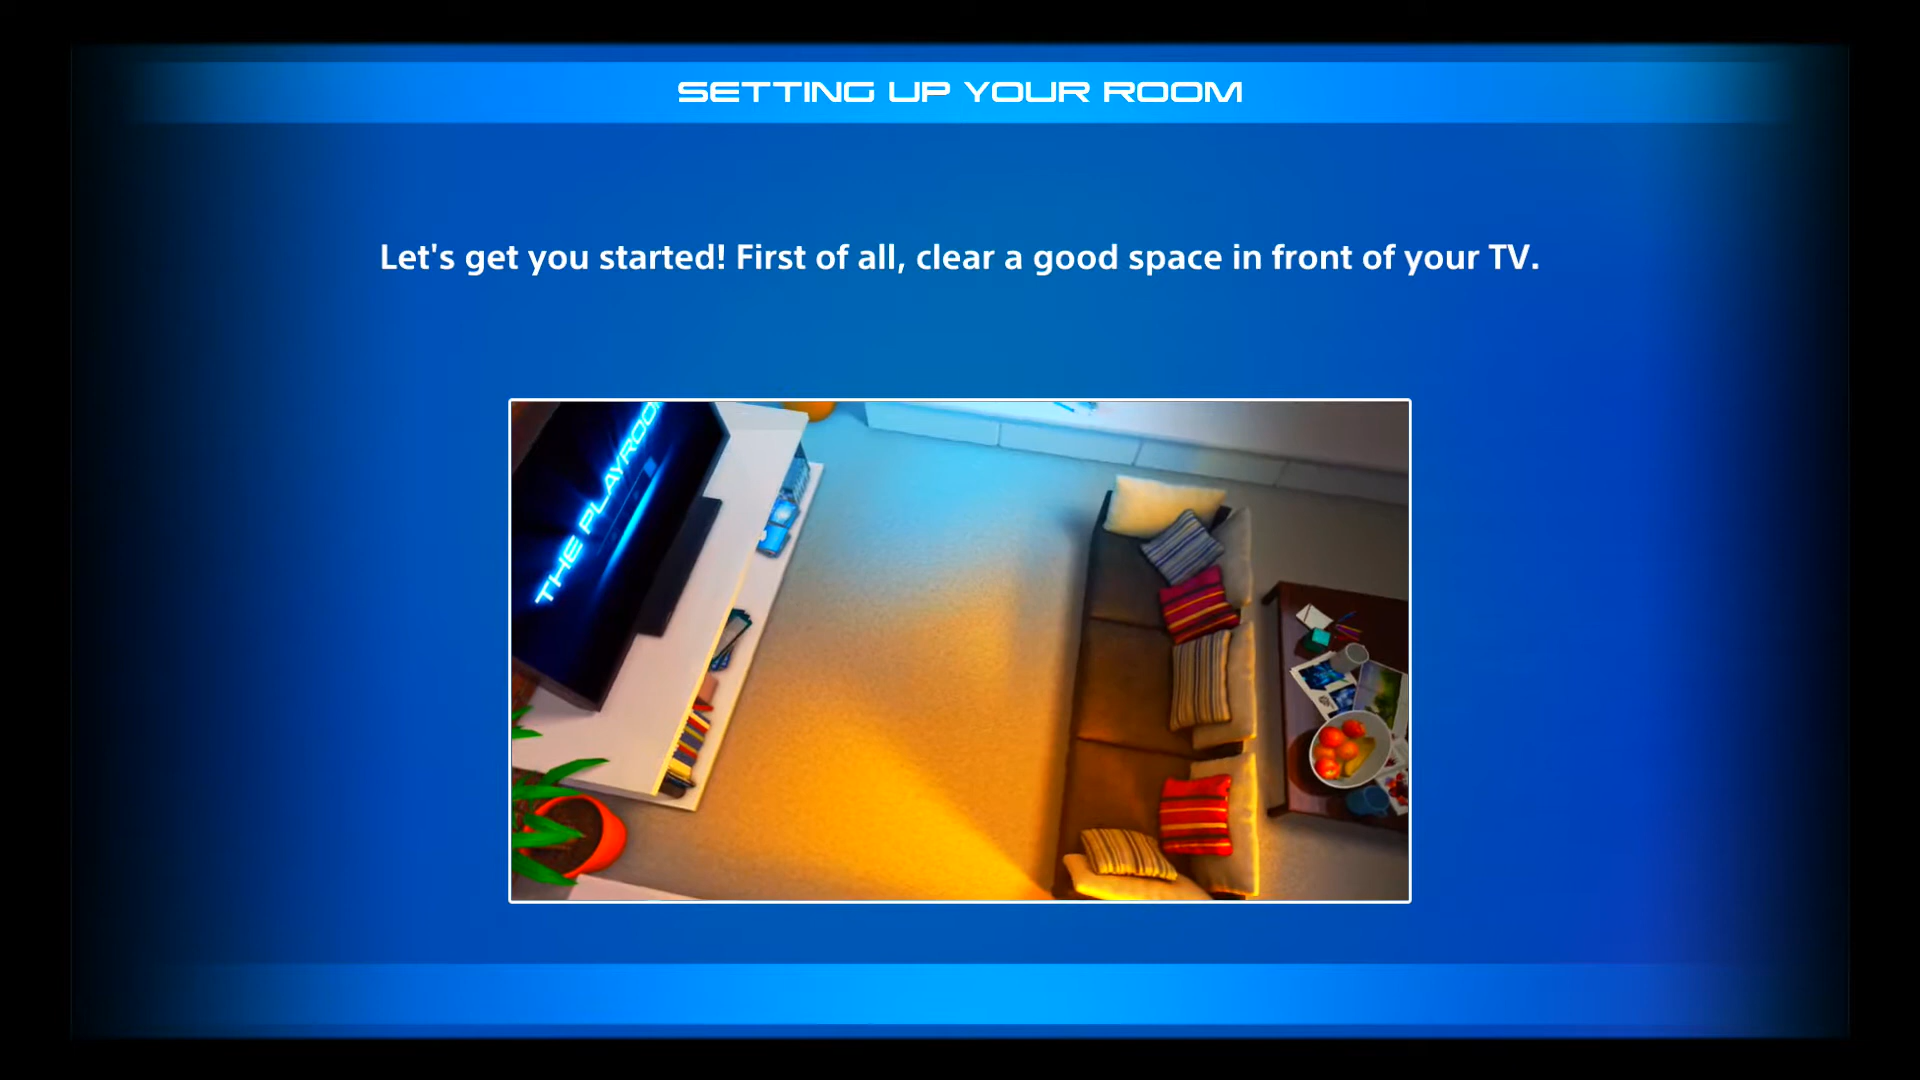 SETTING UP YOUR ROOM
Let's get you started! First of all, clear a good space in front of your TV.
THE PLAYROOM